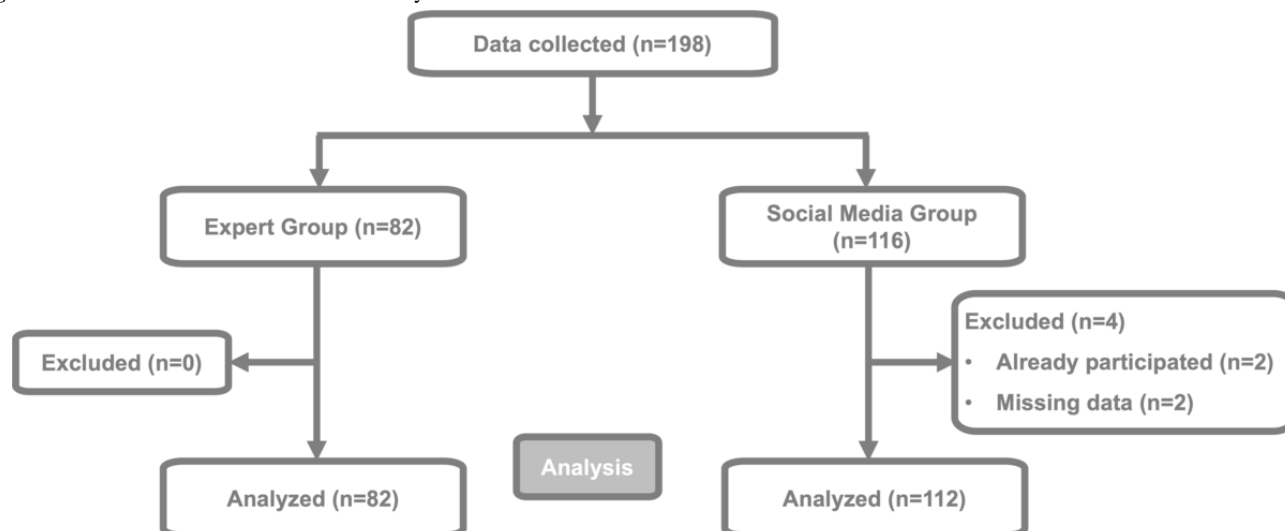 Data collected (n=198)
Expert Group (n=82)
Social Media Group
(n=116)
Excluded (n=0)
Excluded (n=4)
• Already participated (n=2)
• Missing data (n=2)
Analysis
Analyzed (n=82)
Analyzed (n=112)